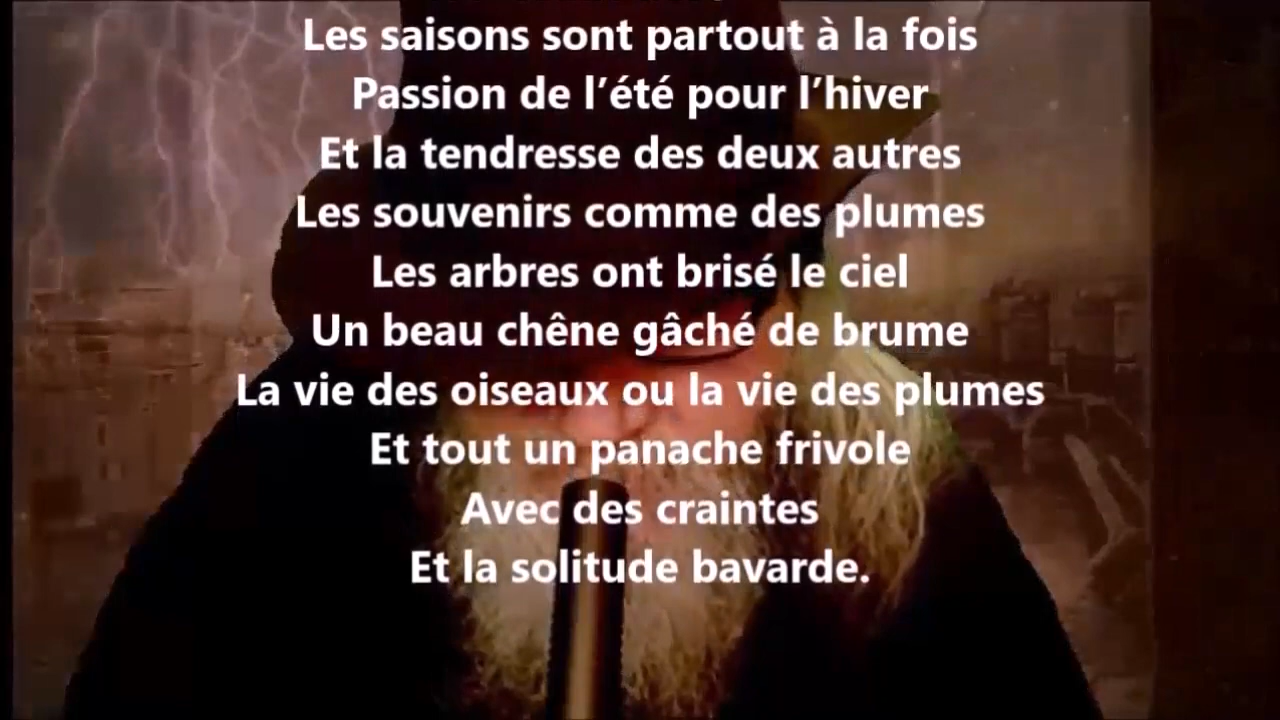 Les saisons sont partout à la fois
Passion de l’été pour l’hiver
Et la tendresse des deux autres
Les souvenirs comme des plumes
Les arbres ont brisé le ciel
Un beau chêne gâché de brume
La vie des oiseaux ou la vie des plumes
Et tout un panache frivole
Avec des craintes
Et la solitude bavarde.